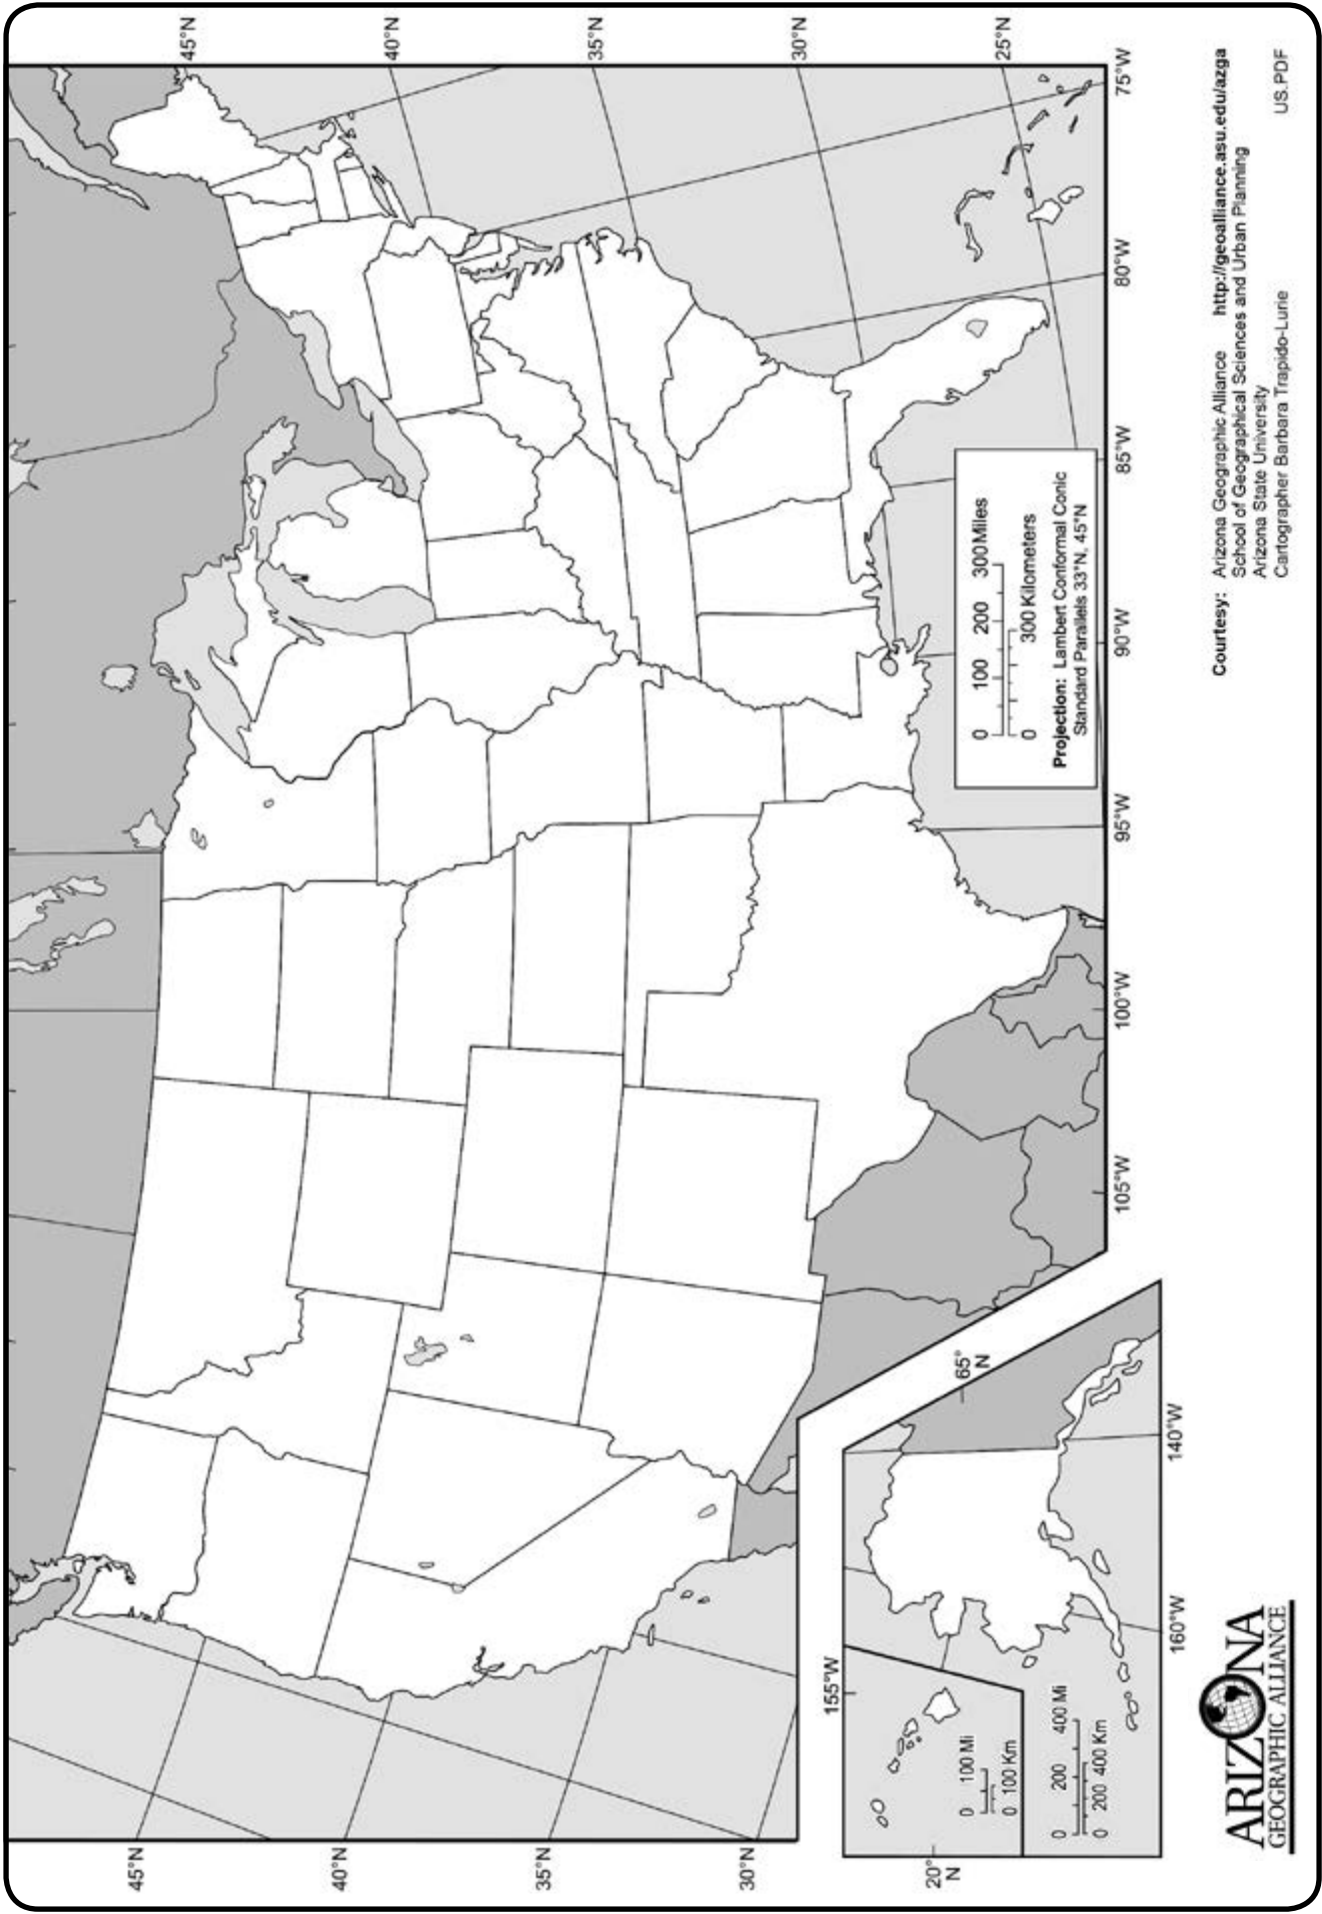 45°N
40°N
35°N
30°N
25°N
75°W
80°W
85°W
90°W
95°W
100°W
105°W
45°N
40°N
35°N
30°N
0 100 200 300 Miles
0 300 Kilometers
Projection: Lambert Conformal Conic
Standard Parallels 33°N, 45°N
65°
N
140°W
160°W
155°W
20°
N
0 100 Mi
0 100 Km
0 200 400 Mi
0 200 400 Km
ARIZONA
GEOGRAPHIC ALLIANCE
Courtesy: Arizona Geographic Alliance http://geoalliance.asu.edu/azga
School of Geographical Sciences and Urban Planning
Arizona State University
Cartographer Barbara Trapido-Lurie US.PDF